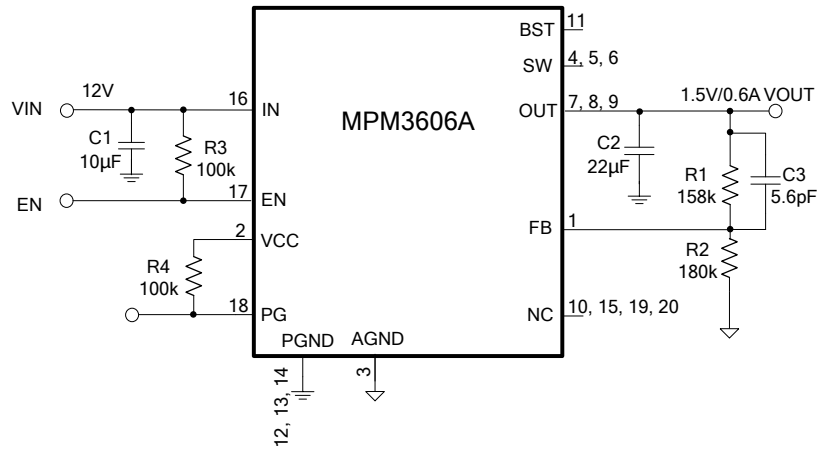 BST
11
SW
4, 5, 6
OUT
7, 8, 9
1.5V/0.6A VOUT
VIN
12V
16
IN
MPM3606A
C1
10µF
R3
100k
C2
22µF
R1
158k
C3
5.6pF
EN
17
EN
2
VCC
FB
1
R4
100k
R2
180k
18
PG
NC
10, 15, 19, 20
PGND
AGND
12, 13, 14
3